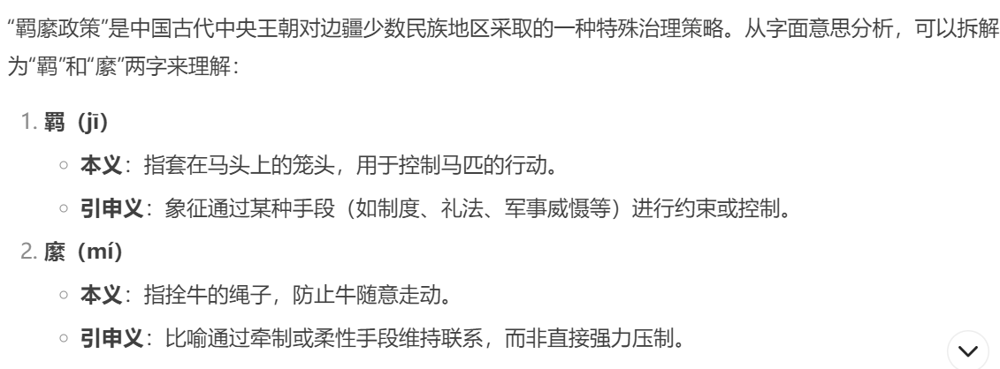 “羁縻政策”是中国古代中央王朝对边疆少数民族地区采取的一种特殊治理策略。从字面意思分析，可以拆解
为“羁”和“縻”两字来理解：
1. 羁（jī）
本义：指套在马头上的笼头，用于控制马匹的行动。
引申义：象征通过某种手段（如制度、礼法、军事威慑等）进行约束或控制。
2. 縻（mí）
本义：指拴牛的绳子，防止牛随意走动。
引申义：比喻通过牵制或柔性手段维持联系，而非直接强力压制。